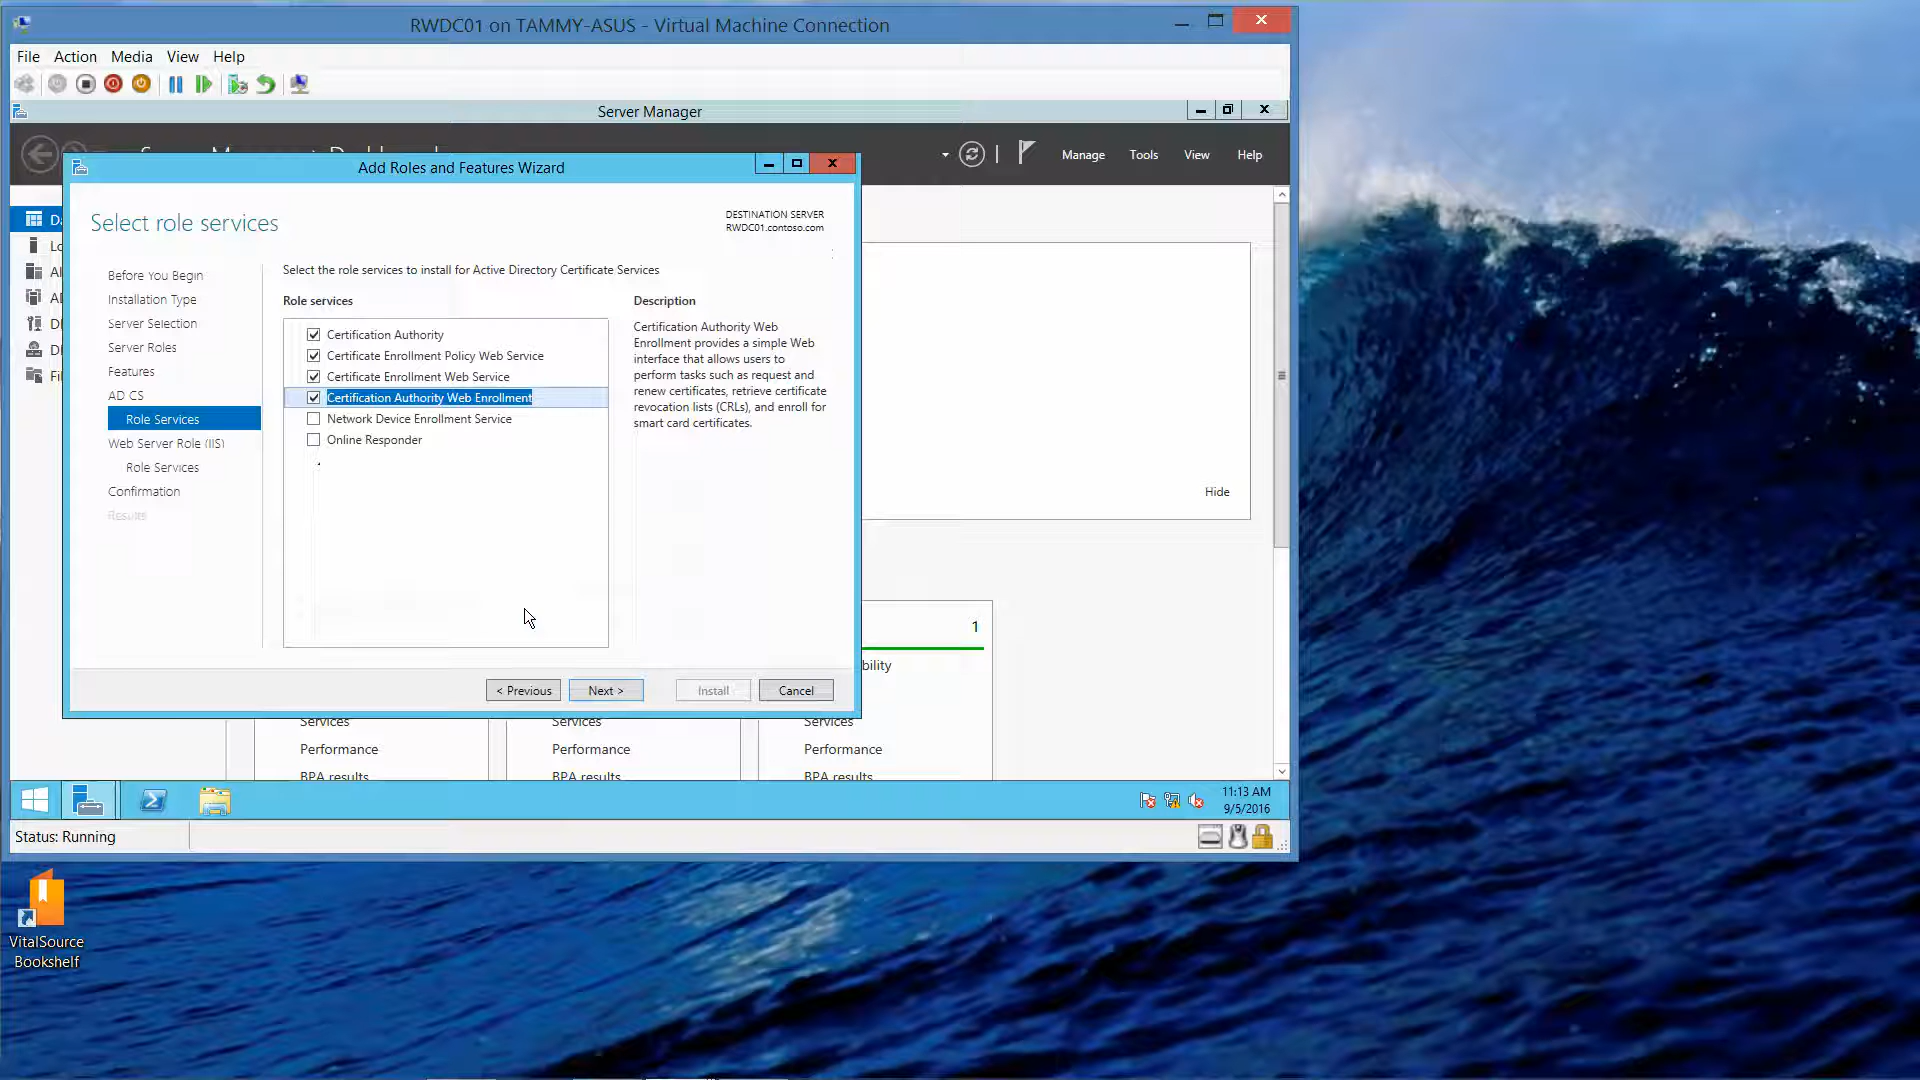 RWDC01 on TAMMY-ASUS - Virtual Machine Connection
File Action Media View Help
Server Manager
Manage Tools View Help
Add Roles and Features Wizard
Select role services
DESTINATION SERVER
RWDC01.contoso.com
Before You Begin
Installation Type
Server Selection
Server Roles
Features
AD CS
Role Services
Web Server Role (IIS)
Role Services
Confirmation
Results
Select the role services to install for Active Directory Certificate Services
Role services
Certification Authority
Certificate Enrollment Policy Web Service
Certificate Enrollment Web Service
Certification Authority Web Enrollment
Network Device Enrollment Service
Online Responder
Description
Certification Authority Web
Enrollment provides a simple Web
interface that allows users to
perform tasks such as request and
renew certificates, retrieve certificate
revocation lists (CRLs), and enroll for
smart card certificates.
< Previous Next > Install Cancel
Hide
1
bility
Services Services Services
Performance Performance Performance
BPA results BPA results BPA results
11:13 AM
9/5/2016
Status: Running
VitalSource
Bookshelf